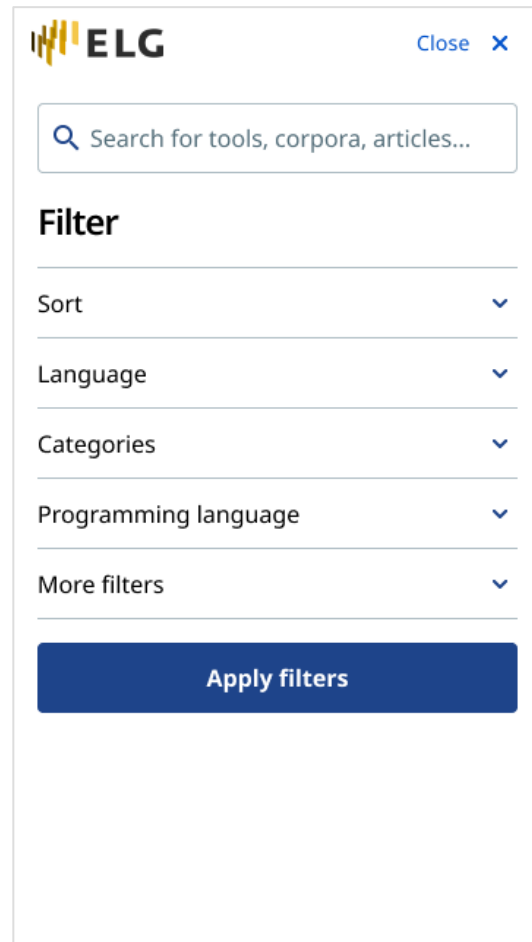 ELG
Close
Search for tools, corpora, articles...
Filter
Sort
Language
Categories
Programming language
More filters
Apply filters